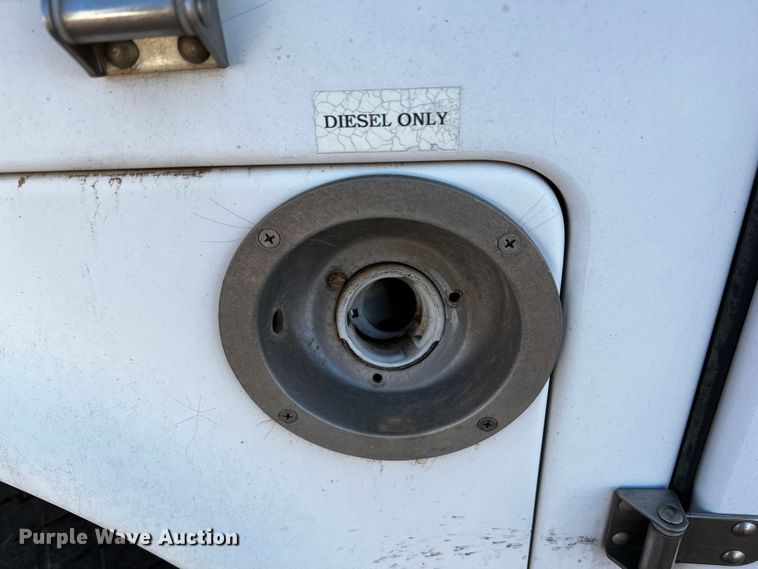 DIESEL ONLY
Purple Wave Auction